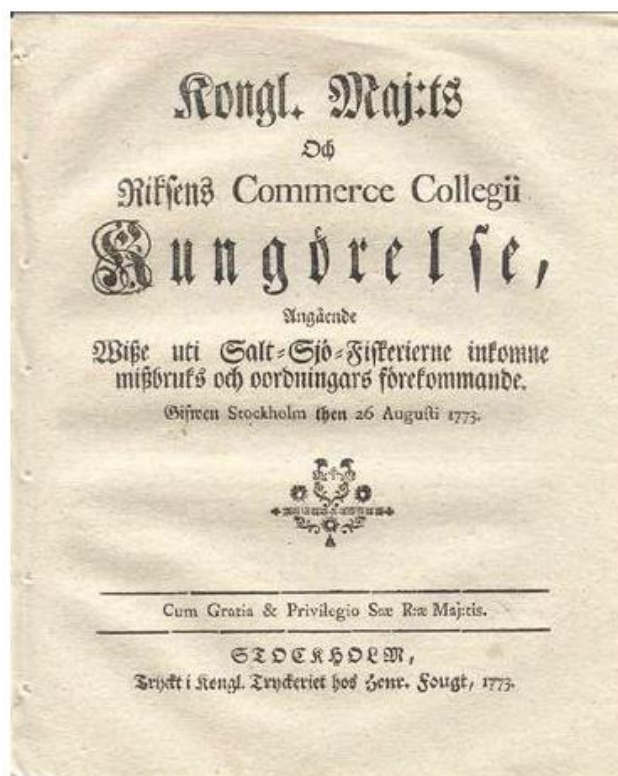 Kongl. Maj:ts
Och
Riksens Commerce Collegii
Kungörelse,
Angående
Wiße uti Salt-Sjö-Fiskerierne inkomne
mißbruks och oordningars förekommande.
Gifwen Stockholm then 26 Augusti 1773.
Cum Gratia & Privilegio Sæ R:æ Maj:tis.
STOCKHOLM,
Tryckt i Kongl. Tryckeriet hos Henr. Fougt, 1773.